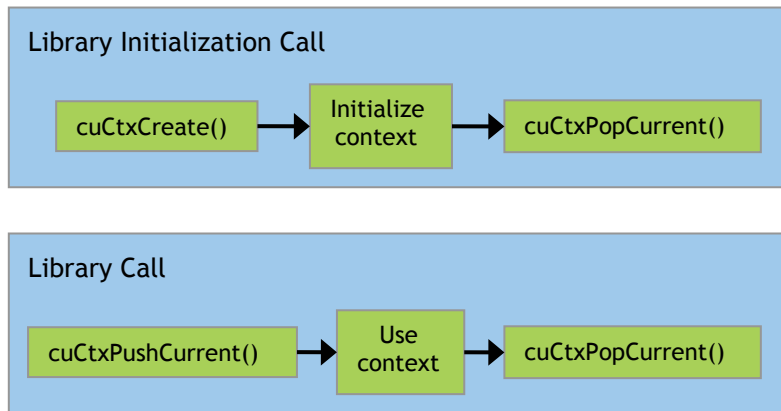 Library Initialization Call
cuCtxCreate()
Initialize
context
cuCtxPopCurrent()
Library Call
cuCtxPushCurrent()
Use
context
cuCtxPopCurrent()